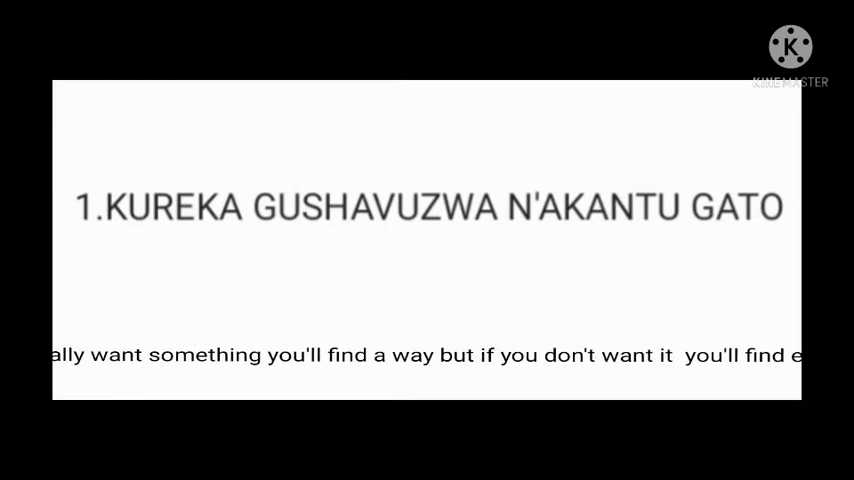 K
KINEMASTER
1.KUREKA GUSHAVUZWA N'AKANTU GATO
ally want something you'll find a way but if you don't want it you'll find e